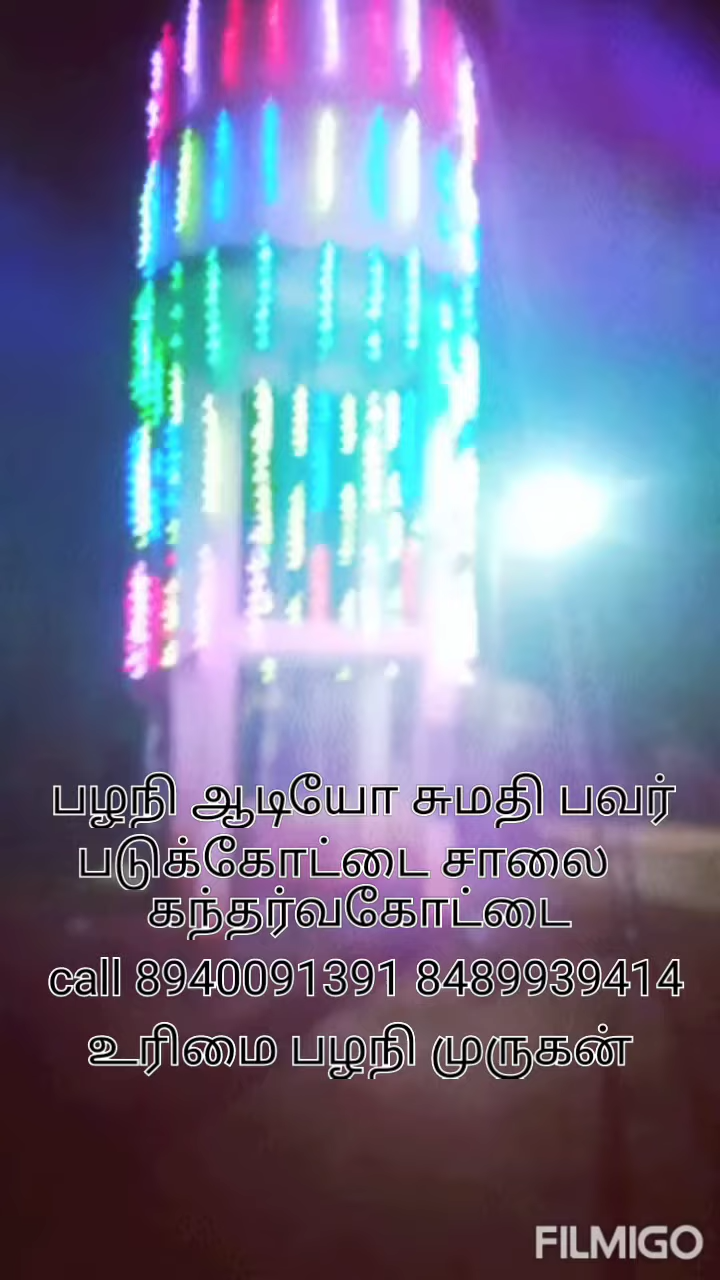 பழநி ஆடியோ சுமதி பவர்
படுக்கோட்டை சாலை
கந்தர்வகோட்டை
call 8940091391 8489939414
உரிமை பழநி முருகன்
FILMIGO